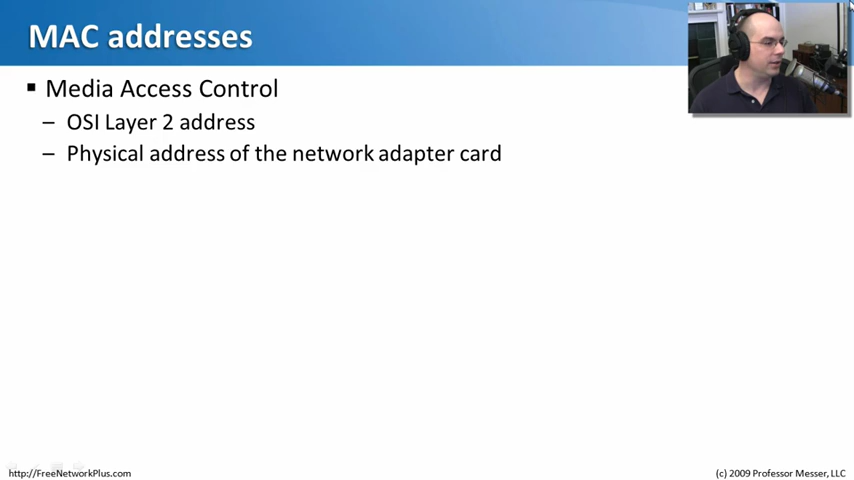 MAC addresses
▪ Media Access Control
– OSI Layer 2 address
– Physical address of the network adapter card
http://FreeNetworkPlus.com
(c) 2009 Professor Messer, LLC